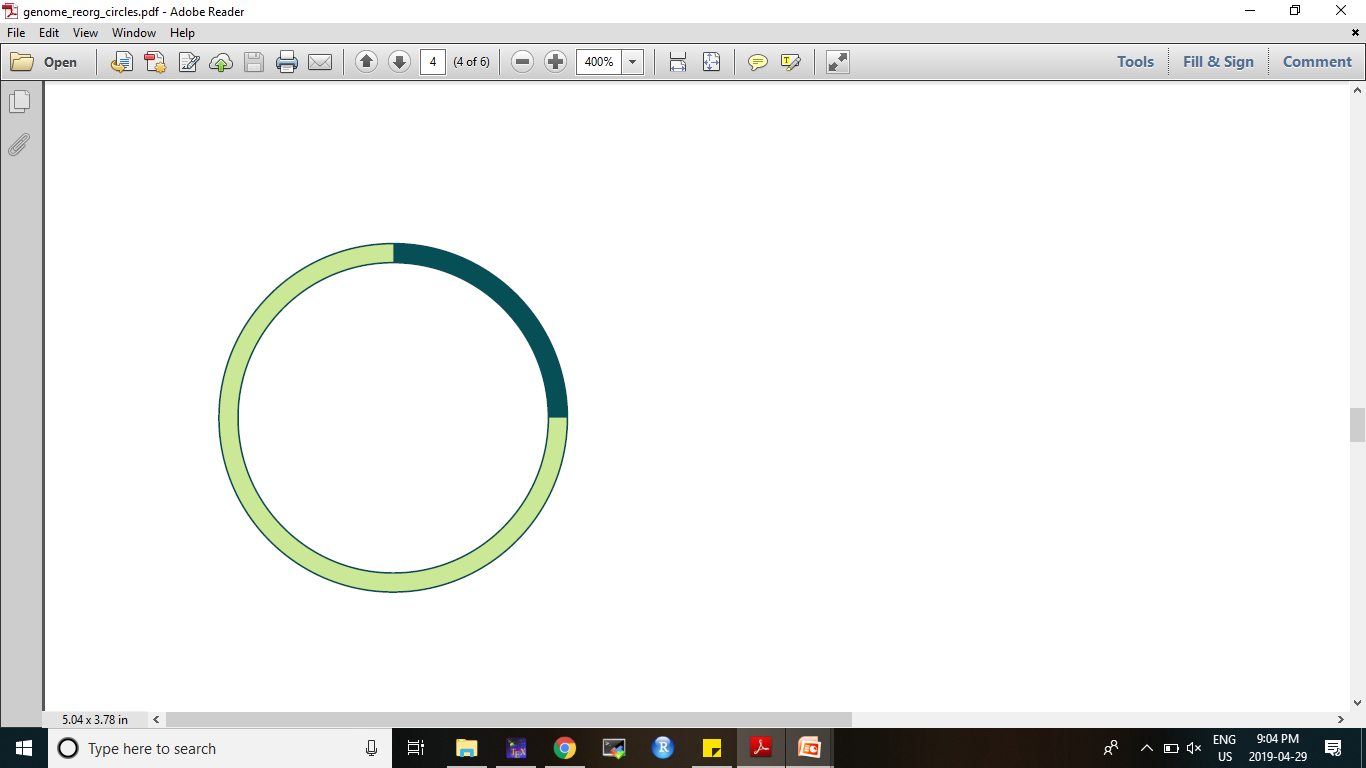 genome_reorg_circles.pdf - Adobe Reader
File Edit View Window Help
Open 4 (4 of 6) 400% Tools Fill & Sign Comment
5.04 x 3.78 in
Type here to search
ENG
US
9:04 PM
2019-04-29